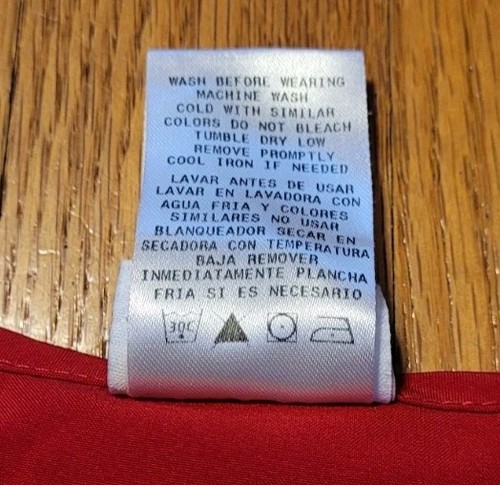 WASH BEFORE WEARING
MACHINE WASH
COLD WITH SIMILAR
COLORS DO NOT BLEACH
TUMBLE DRY LOW
REMOVE PROMPTLY
COOL IRON IF NEEDED
LAVAR ANTES DE USAR
LAVAR EN LAVADORA CON
AGUA FRIA Y COLORES
SIMILARES NO USAR
BLANQUEADOR SECAR EN
SECADORA CON TEMPERATURA
BAJA REMOVER
INMEDIATAMENTE PLANCHA
FRIA SI ES NECESARIO
30C